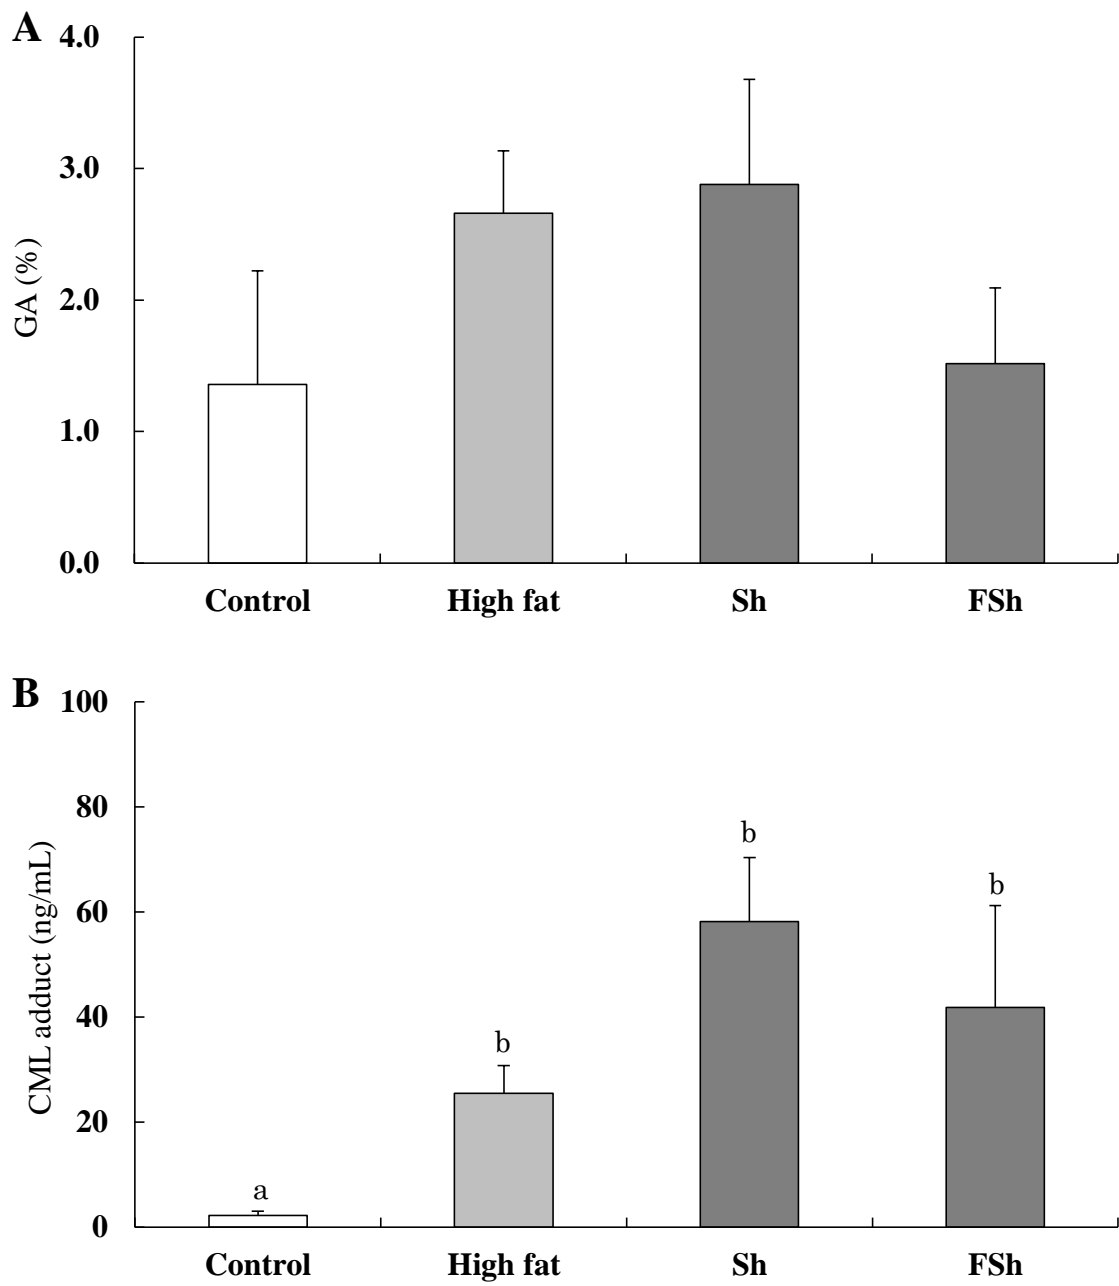 A
4.0
3.0
2.0
1.0
0.0
GA (%)
Control High fat Sh FSh
B
100
80
60
40
20
0
CML adduct (ng/mL)
a b b b
Control High fat Sh FSh